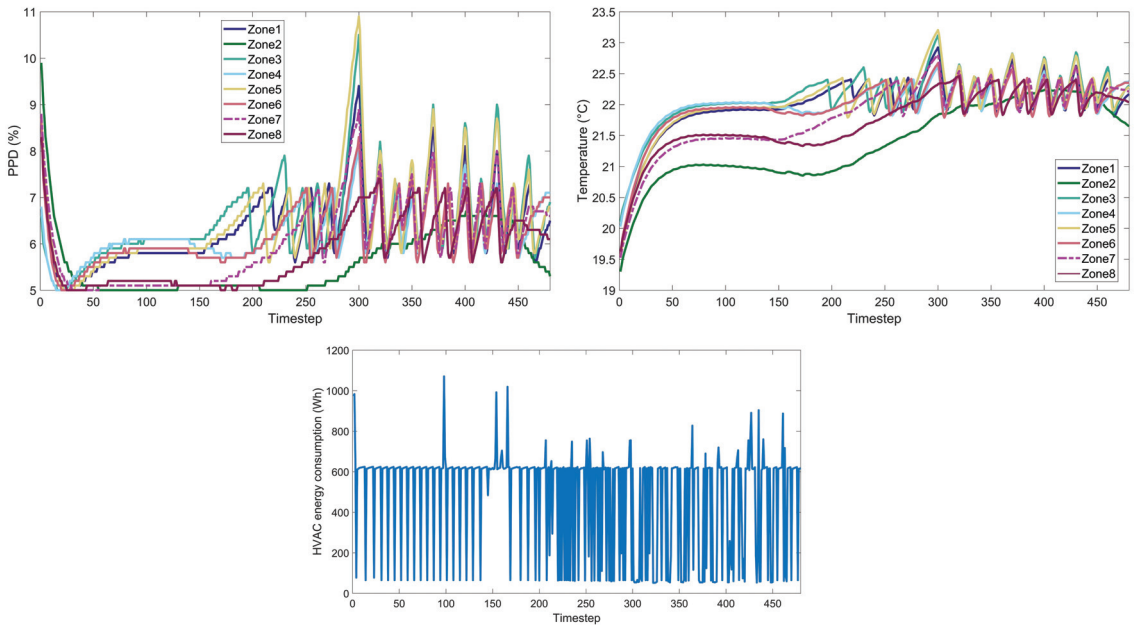 11
10
9
8
7
6
5
PPD (%)
0
50
100
150
200
250
300
350
400
450
Timestep
Zone1
Zone2
Zone3
Zone4
Zone5
Zone6
Zone7
Zone8
23.5
23
22.5
22
21.5
21
20.5
20
19.5
19
Temperature (°C)
0
50
100
150
200
250
300
350
400
450
Timestep
Zone1
Zone2
Zone3
Zone4
Zone5
Zone6
Zone7
Zone8
1200
1000
800
600
400
200
0
HVAC energy consumption (Wh)
0
50
100
150
200
250
300
350
400
450
Timestep